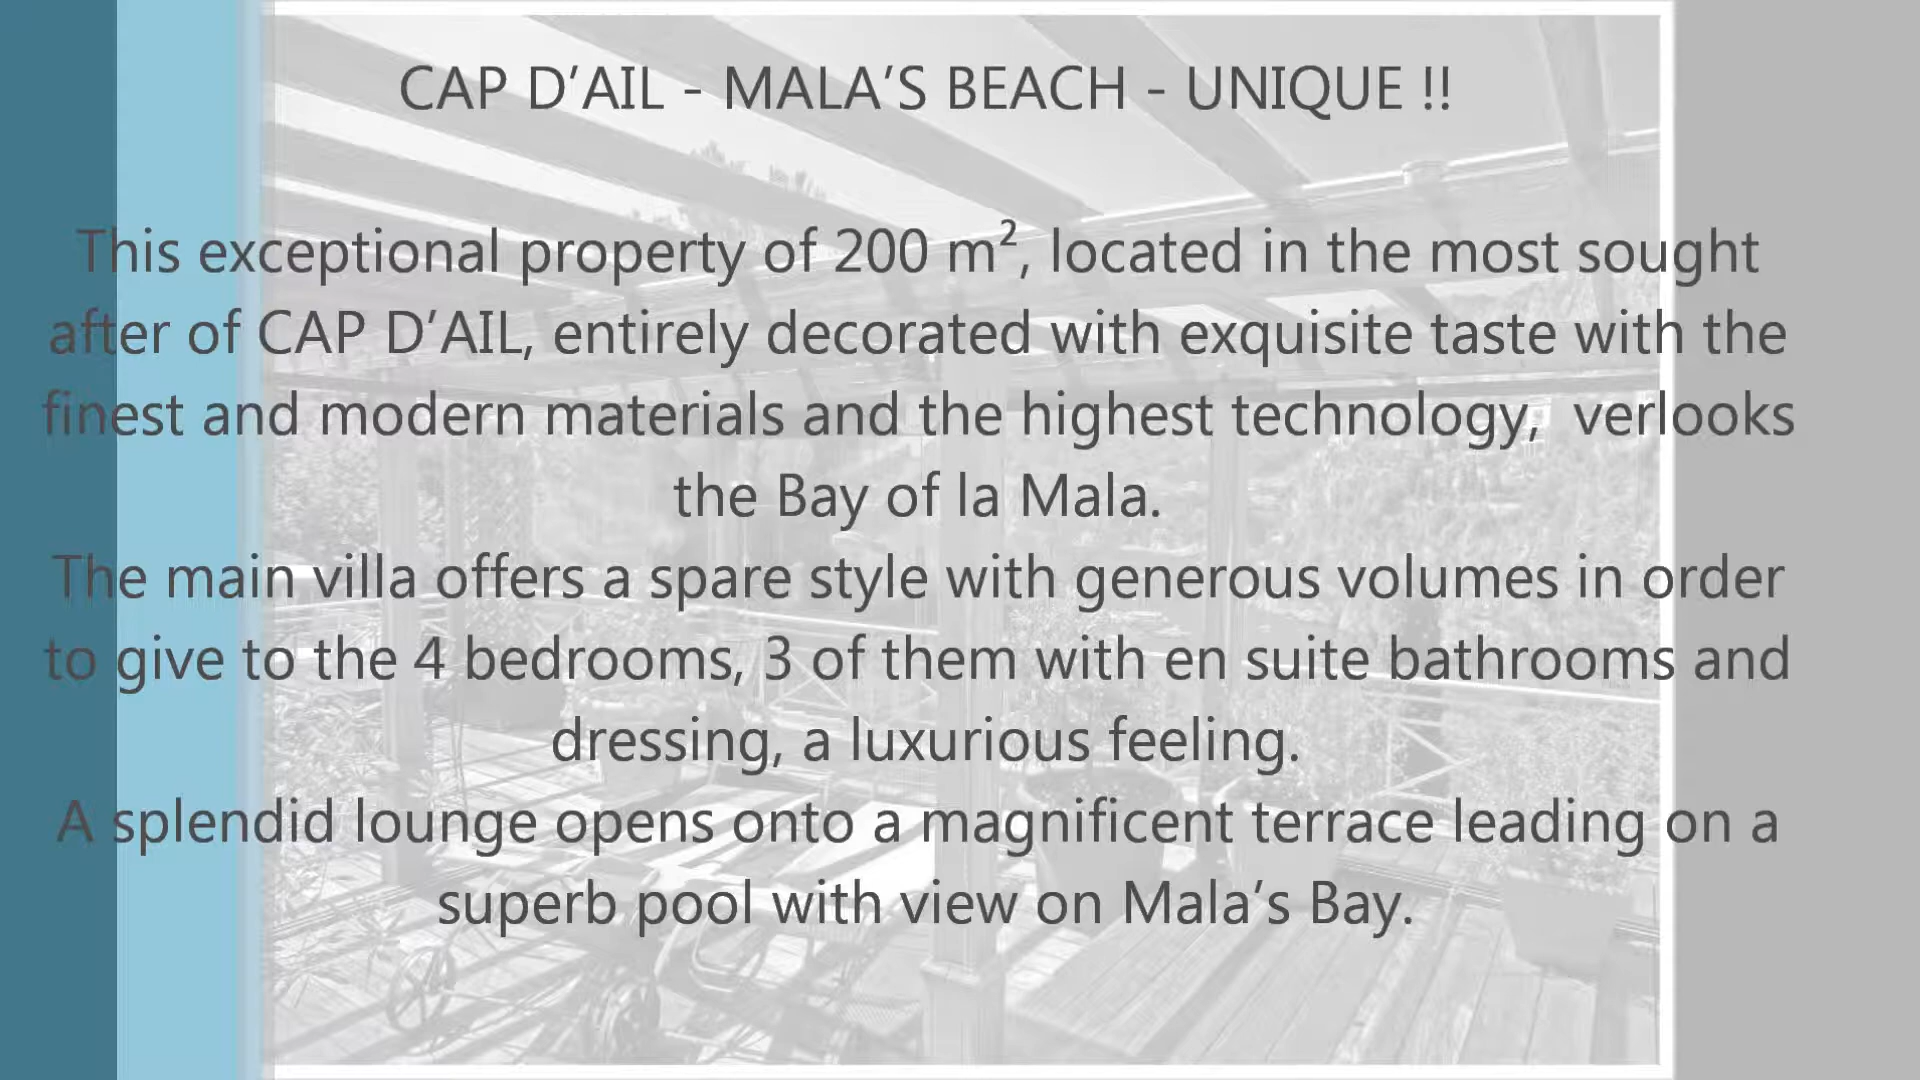 CAP D’AIL - MALA’S BEACH - UNIQUE !!
This exceptional property of 200 m², located in the most sought
after of CAP D’AIL, entirely decorated with exquisite taste with the
finest and modern materials and the highest technology,  verlooks
the Bay of la Mala.
The main villa offers a spare style with generous volumes in order
to give to the 4 bedrooms, 3 of them with en suite bathrooms and
dressing, a luxurious feeling.
A splendid lounge opens onto a magnificent terrace leading on a
superb pool with view on Mala’s Bay.